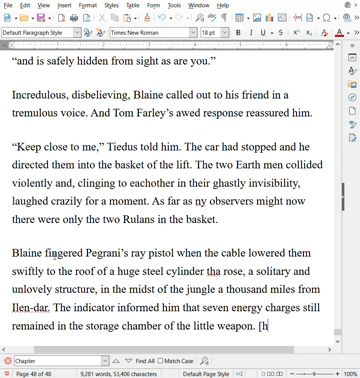 File Edit View Insert Format Styles Table Form Tools Window Help
Default Paragraph Style Times New Roman 18 pt
“and is safely hidden from sight as are you.”
Incredulous, disbelieving, Blaine called out to his friend in a
tremulous voice. And Tom Farley’s awed response reassured him.
“Keep close to me,” Tiedus told him. The car had stopped and he
directed them into the basket of the lift. The two Earth men collided
violently and, clinging to eachother in their ghastly invisibility,
laughed crazily for a moment. As far as ny observers might now
there were only the two Rulans in the basket.
Blaine fingered Pegrani’s ray pistol when the cable lowered them
swiftly to the roof of a huge steel cylinder tha rose, a solitary and
unlovely structure, in the midst of the jungle a thousand miles from
Ilen-dar. The indicator informed him that seven energy charges still
remained in the storage chamber of the little weapon. [h
Chapter Find All Match Case
Page 48 of 48 9,281 words, 53,406 characters Default Page Style 100%